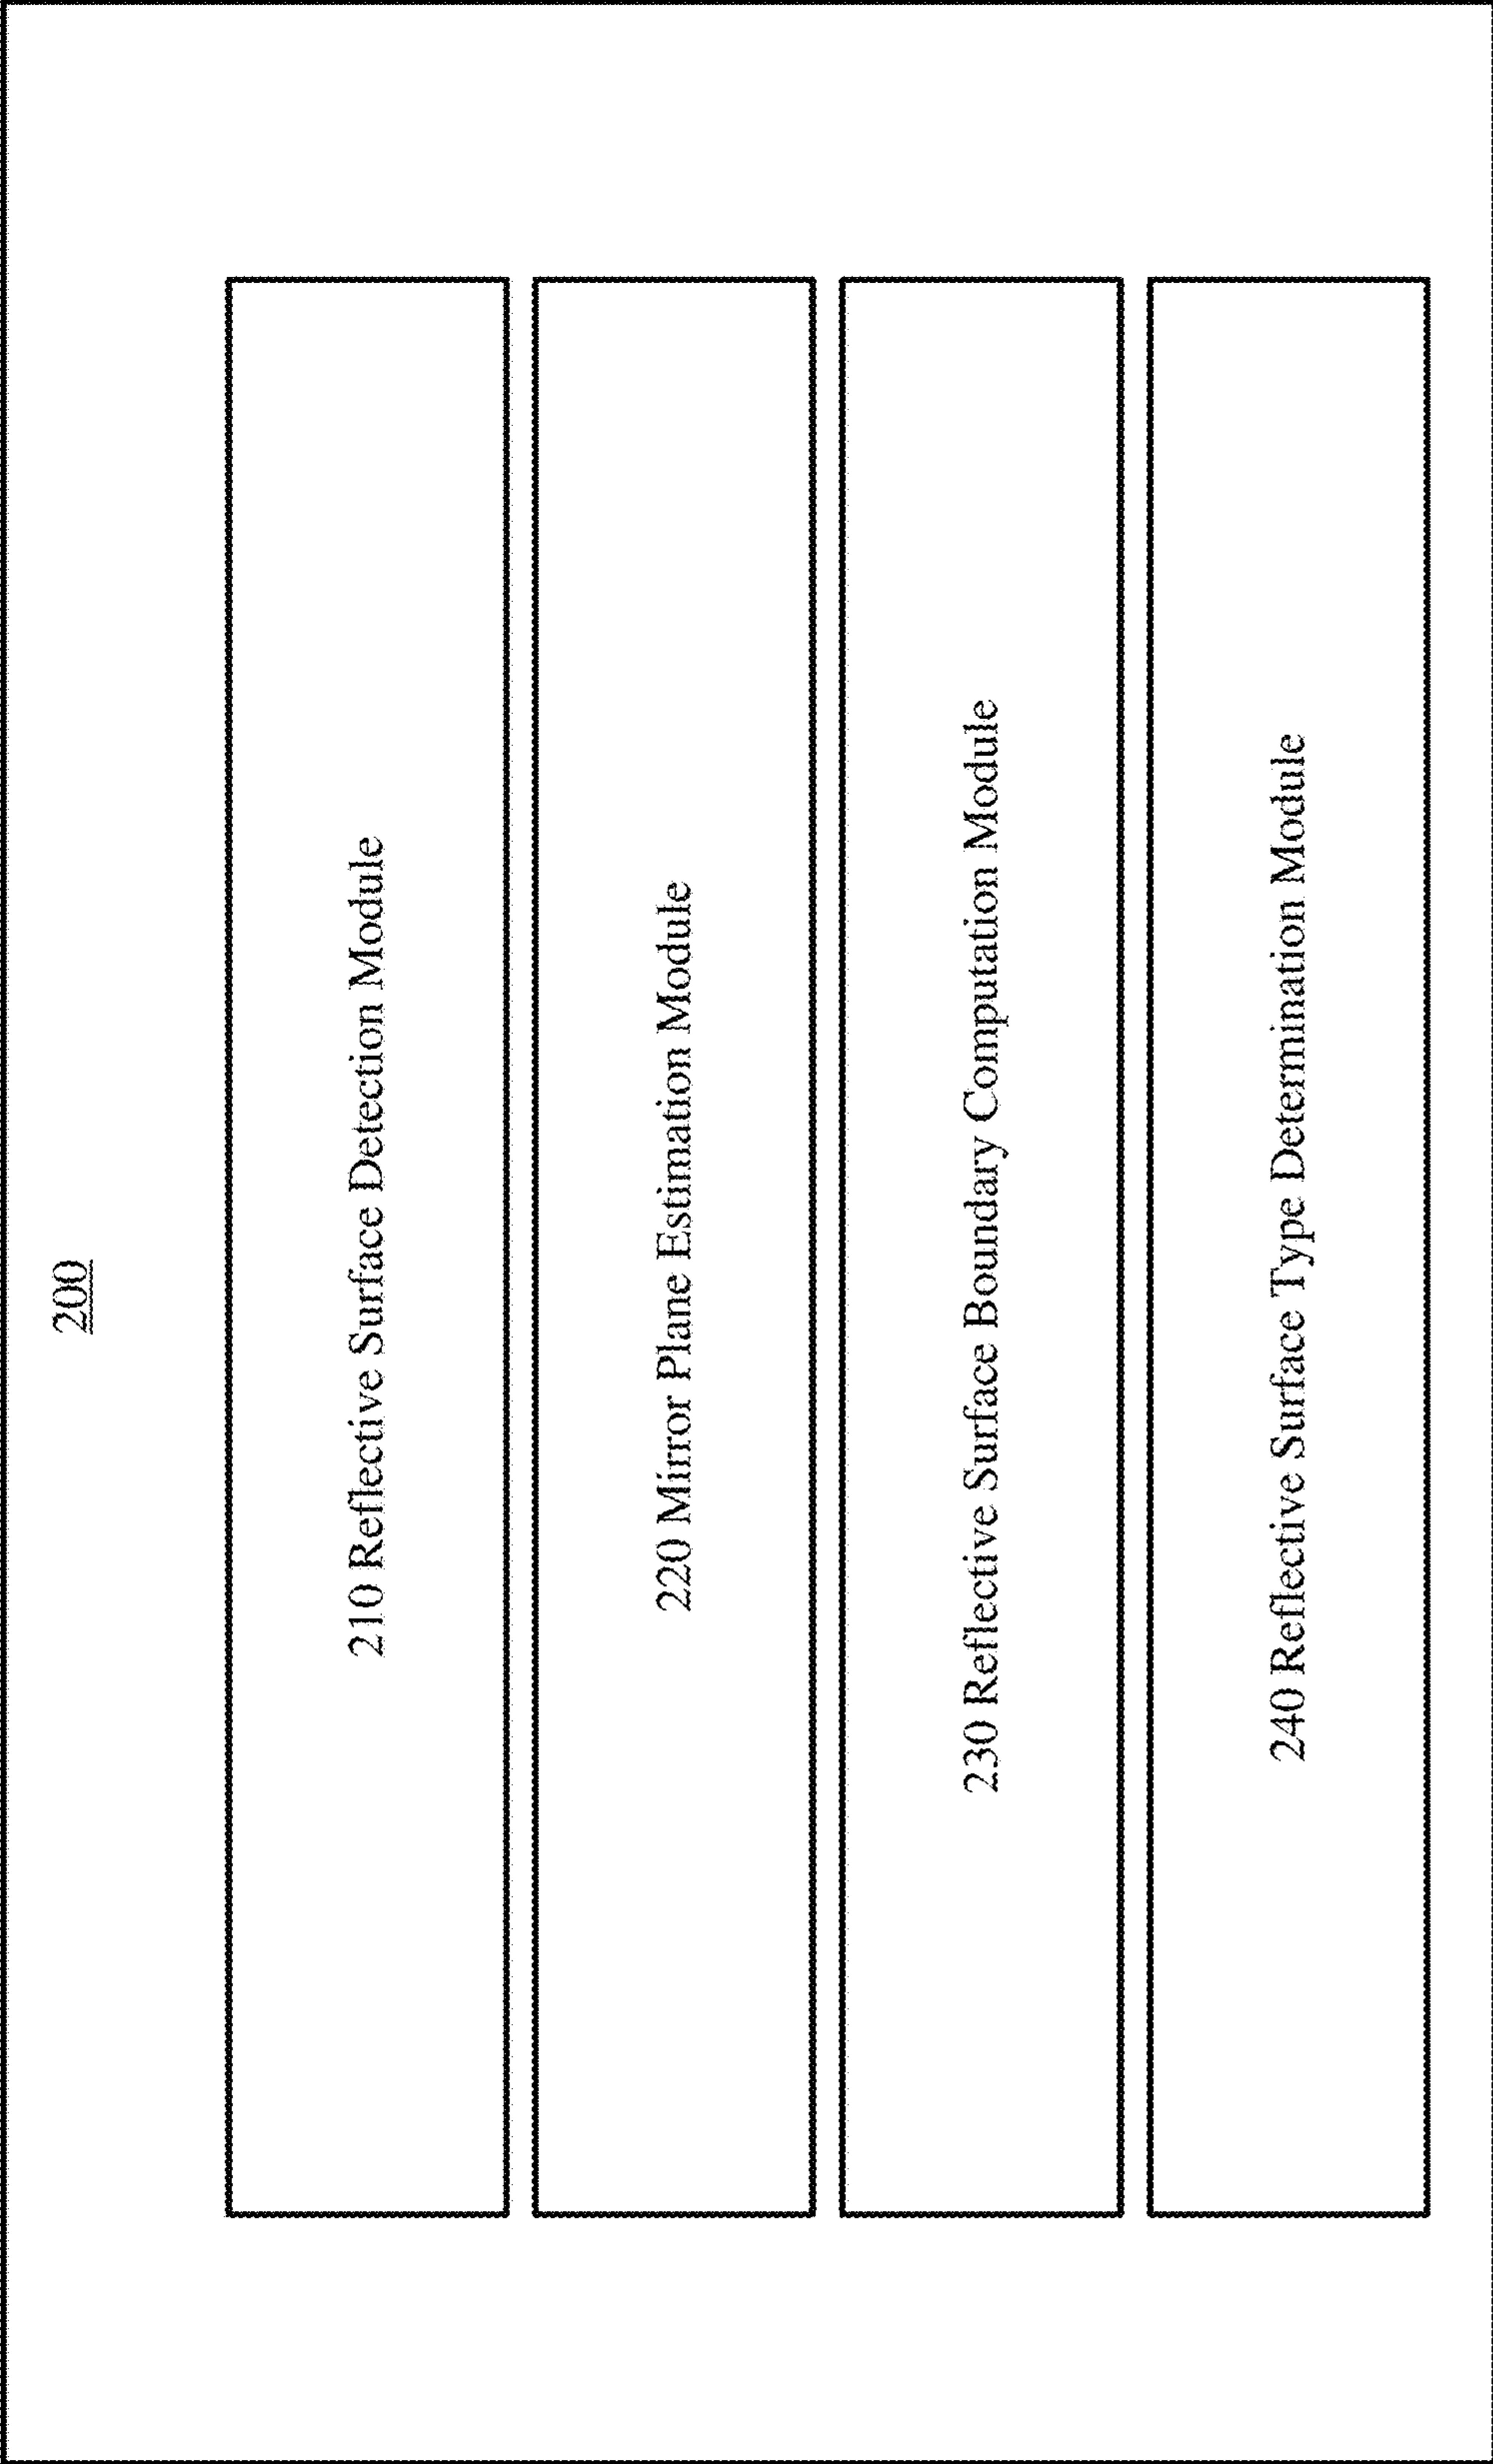 200
210 Reflective Surface Detection Module
220 Mirror Plane Estimation Module
230 Reflective Surface Boundary Computation Module
240 Reflective Surface Type Determination Module